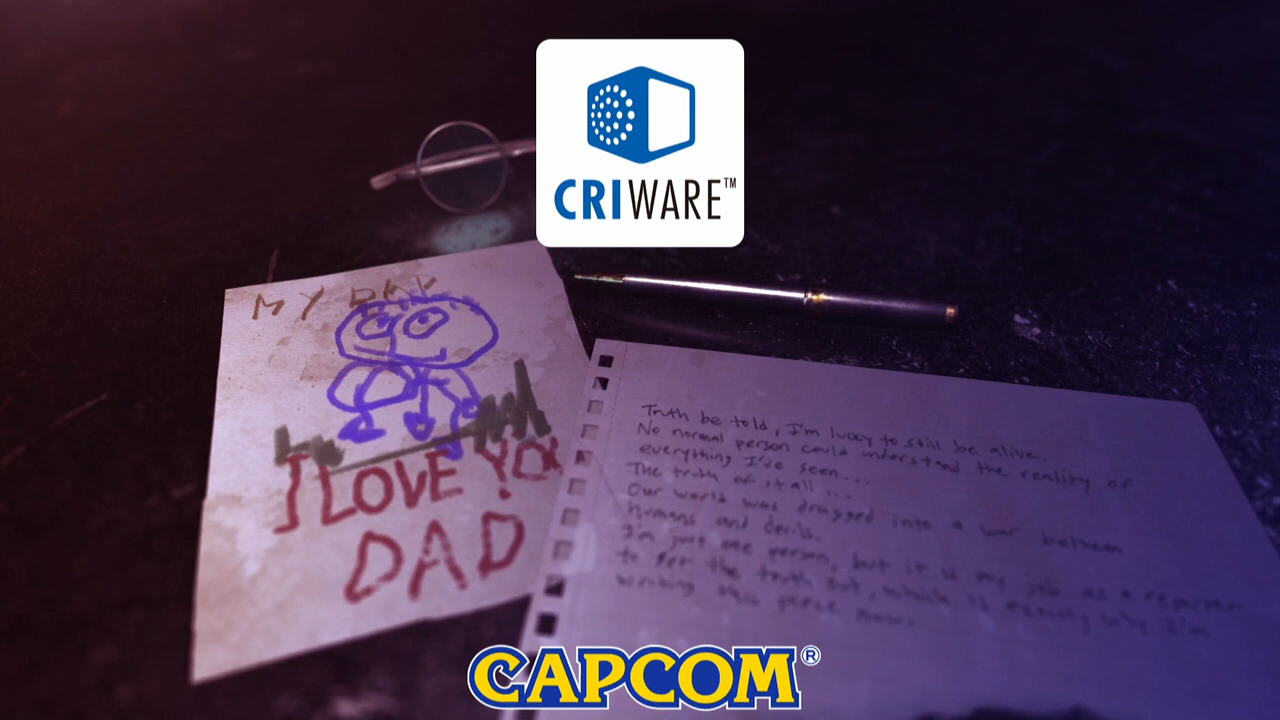 CRIWARE™
MY DAD
I LOVE YOU
DAD
Truth be told, I'm lucky to still be alive.
No normal person could understand the reality of
everything I've seen...
The truth of it all...
Our world was dragged into a war between
humans and devils.
I'm just one person, but it is my job as a reporter
to get the truth out, which is exactly why I'm
writing this piece now.
CAPCOM®